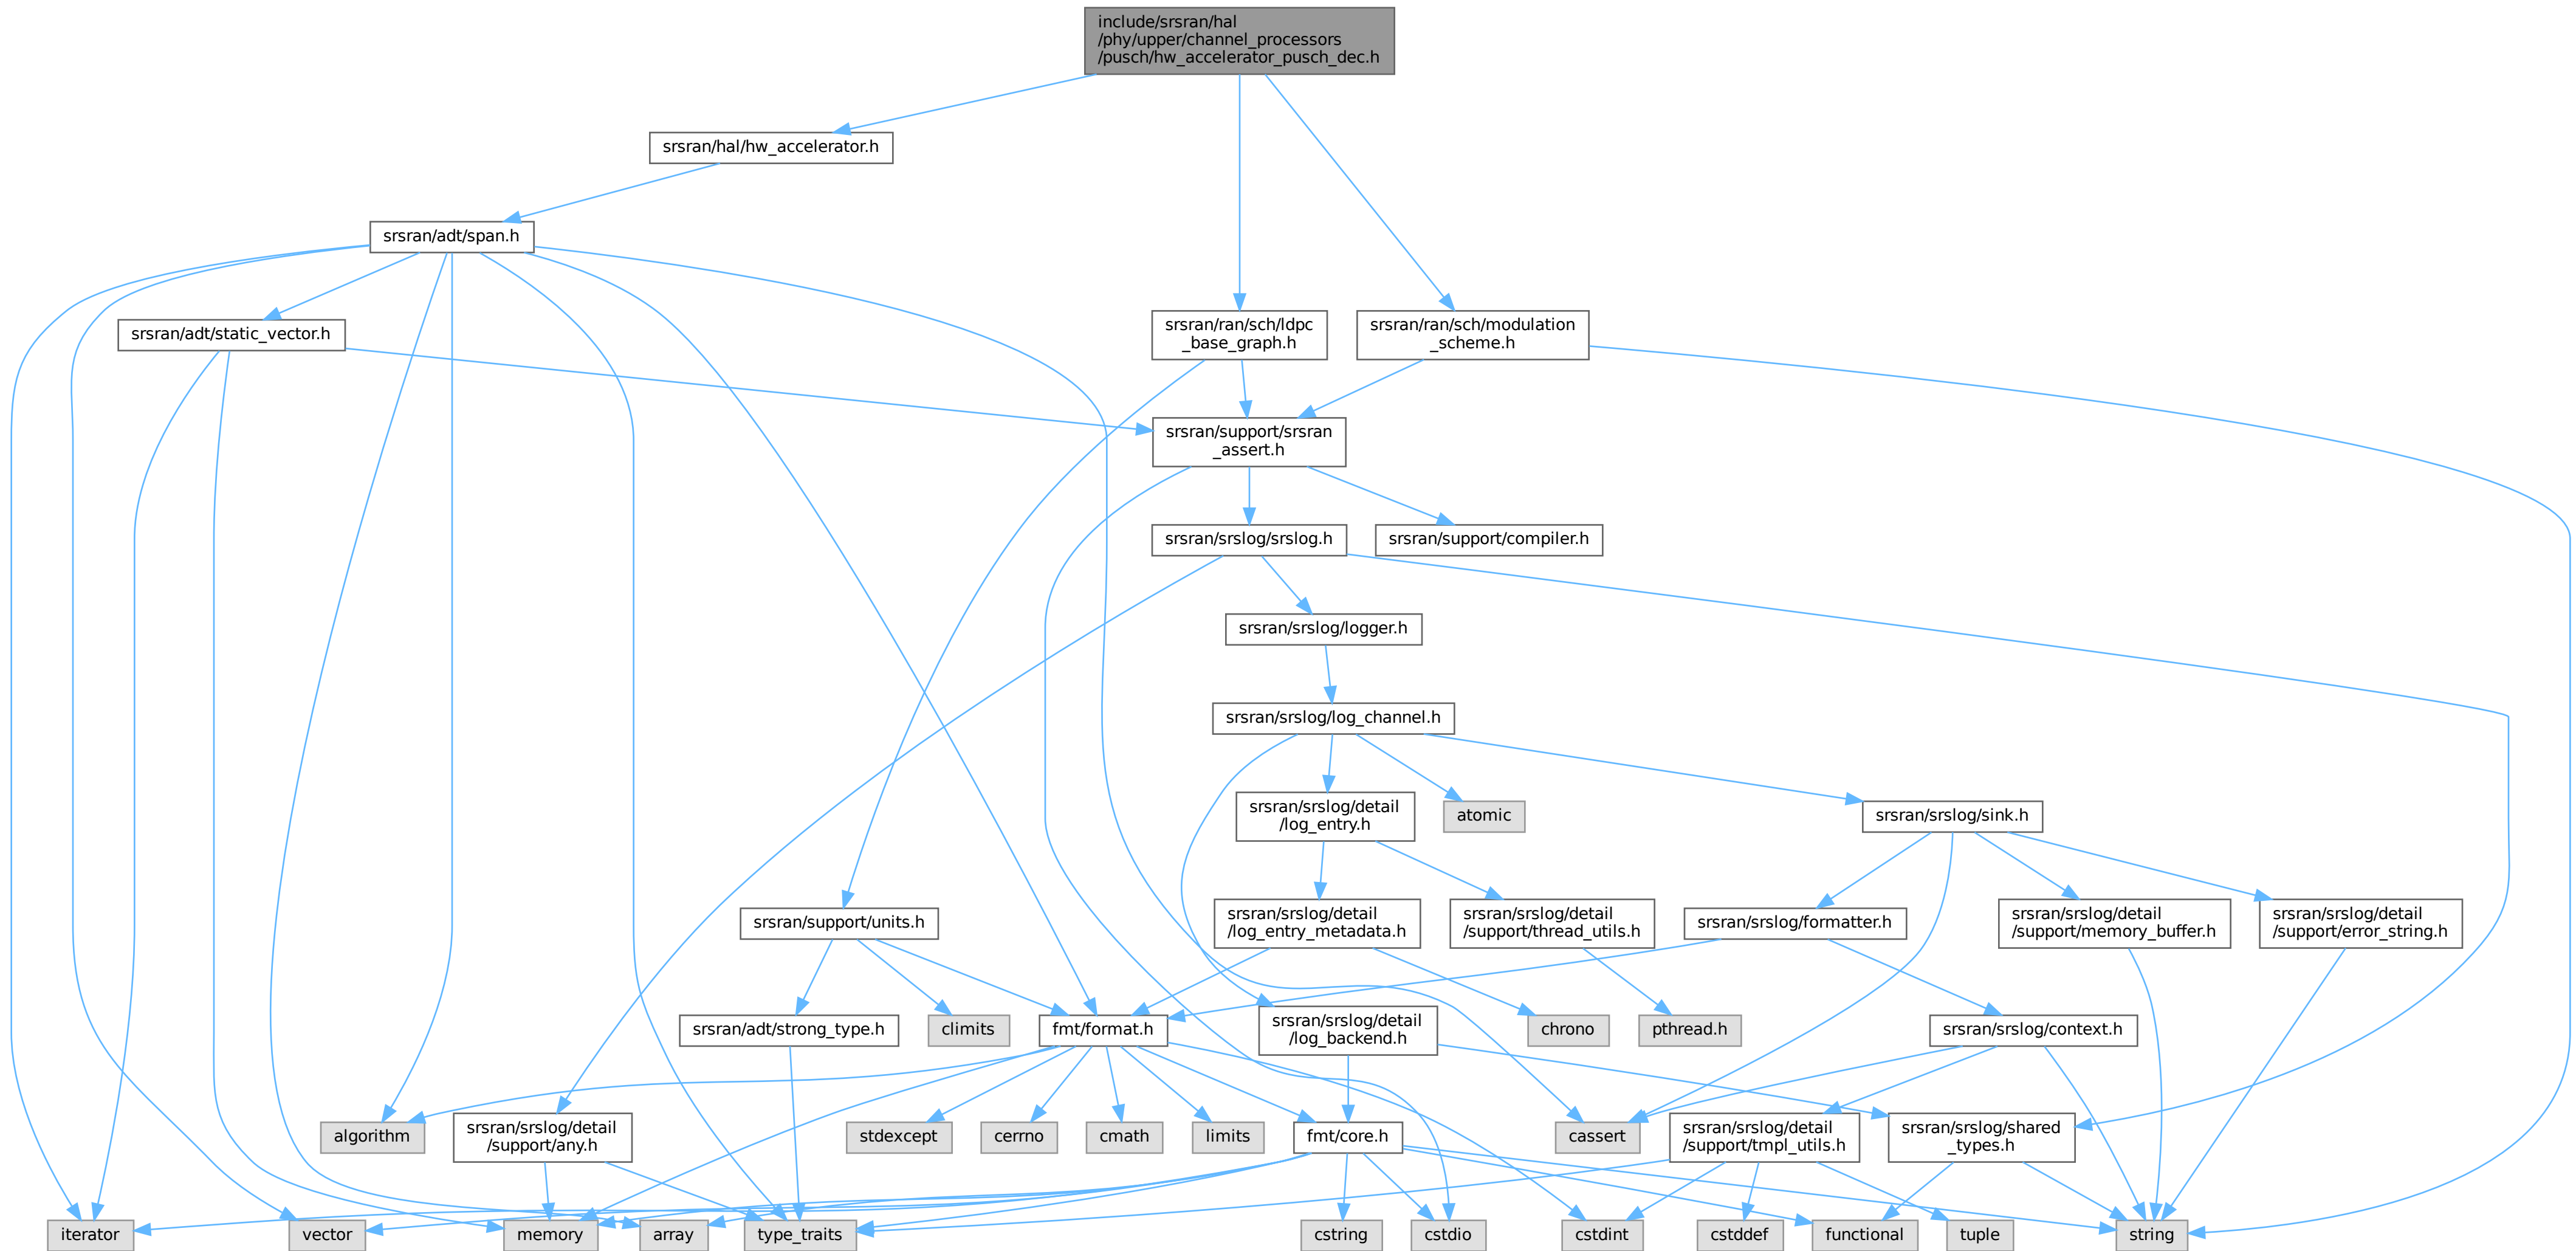 include/srsran/hal
/phy/upper/channel_processors
/pusch/hw_accelerator_pusch_dec.h
srsran/hal/hw_accelerator.h
srsran/adt/span.h
srsran/adt/static_vector.h
srsran/ran/sch/ldpc
_base_graph.h
srsran/ran/sch/modulation
_scheme.h
srsran/support/srsran
_assert.h
srsran/srslog/srslog.h
srsran/support/compiler.h
srsran/srslog/logger.h
srsran/srslog/log_channel.h
srsran/srslog/detail
/log_entry.h
atomic
srsran/srslog/sink.h
srsran/support/units.h
srsran/srslog/detail
/log_entry_metadata.h
srsran/srslog/detail
/support/thread_utils.h
srsran/srslog/formatter.h
srsran/srslog/detail
/support/memory_buffer.h
srsran/srslog/detail
/support/error_string.h
srsran/adt/strong_type.h
climits
fmt/format.h
srsran/srslog/detail
/log_backend.h
chrono
pthread.h
srsran/srslog/context.h
algorithm
srsran/srslog/detail
/support/any.h
stdexcept
cerrno
cmath
limits
fmt/core.h
cassert
srsran/srslog/detail
/support/tmpl_utils.h
srsran/srslog/shared
_types.h
iterator
vector
memory
array
type_traits
cstring
cstdio
cstdint
cstddef
functional
tuple
string